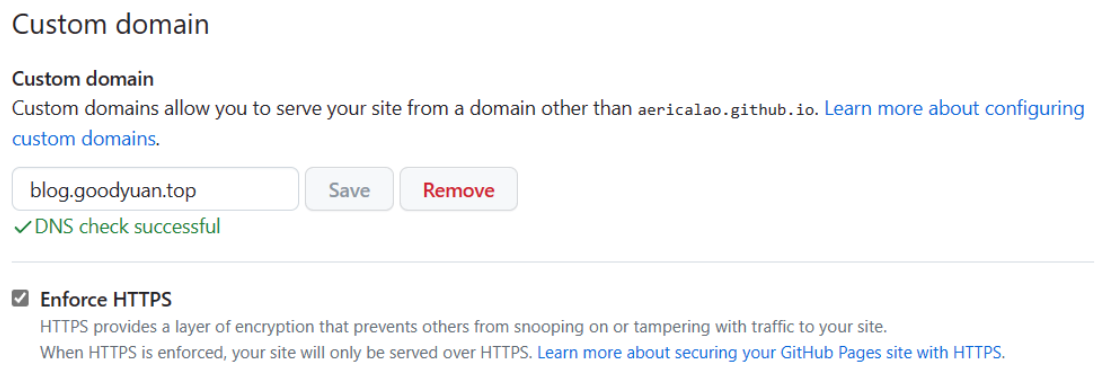 Custom domain
Custom domain
Custom domains allow you to serve your site from a domain other than aericalao.github.io. Learn more about configuring
custom domains.
blog.goodyuan.top Save Remove
✓DNS check successful
Enforce HTTPS
HTTPS provides a layer of encryption that prevents others from snooping on or tampering with traffic to your site.
When HTTPS is enforced, your site will only be served over HTTPS. Learn more about securing your GitHub Pages site with HTTPS.